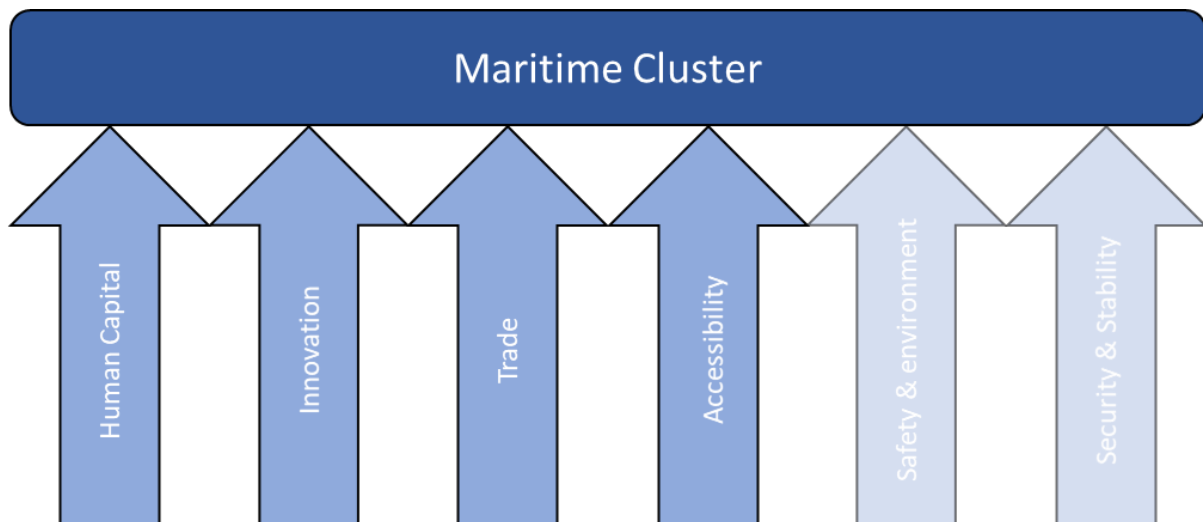 Maritime Cluster
Human Capital
Innovation
Trade
Accessibility
Safety & environment
Security & Stability